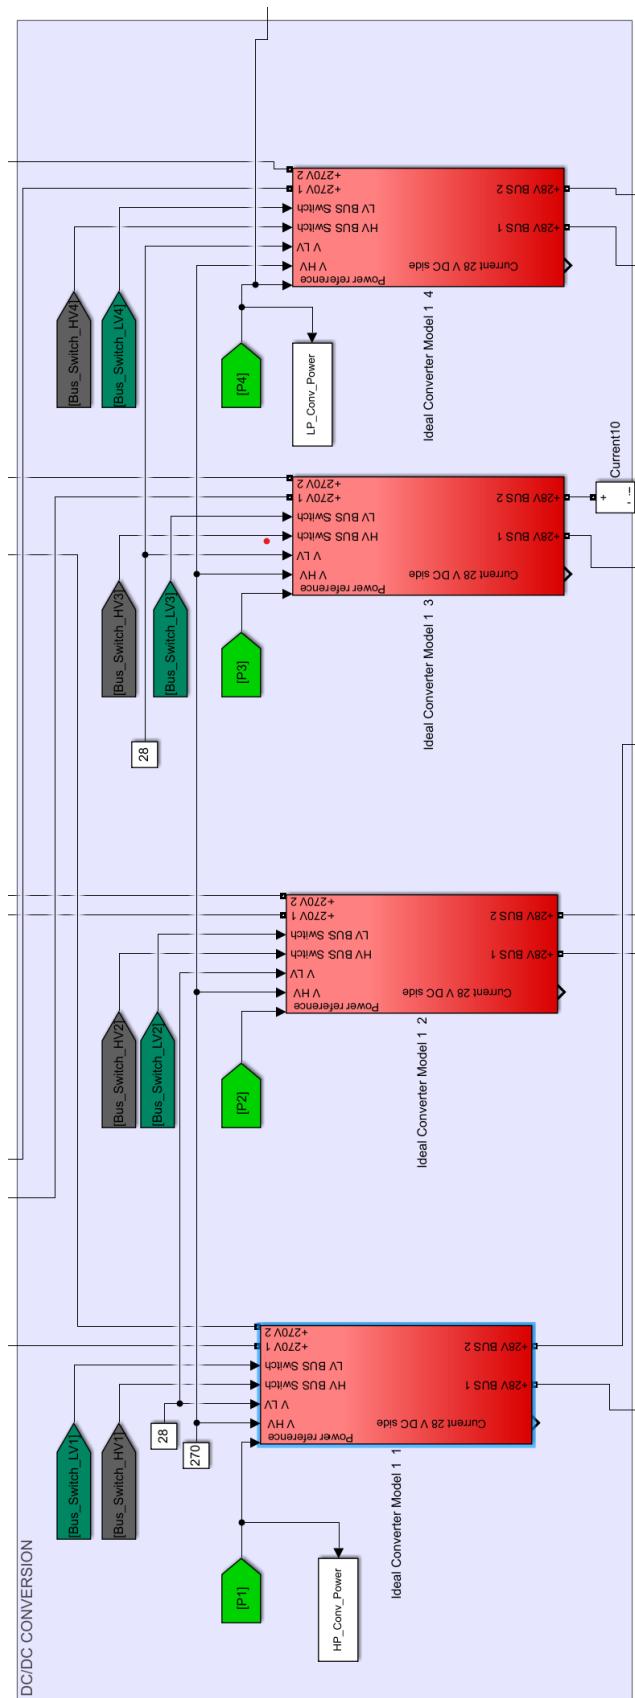 DC/DC CONVERSION
+270V 2
+270V 1
LV BUS Switch
HV BUS Switch
V LV
V HV
Power reference
+28V BUS 2
+28V BUS 1
Current 28 V DC side
Ideal Converter Model 1 4
[Bus_Switch_HV4]
[Bus_Switch_LV4]
[P4]
LP_Conv_Power
+270V 2
+270V 1
LV BUS Switch
HV BUS Switch
V LV
V HV
Power reference
+28V BUS 2
+28V BUS 1
Current 28 V DC side
Ideal Converter Model 1 3
Current10
+
[Bus_Switch_HV3]
[Bus_Switch_LV3]
[P3]
28
+270V 2
+270V 1
LV BUS Switch
HV BUS Switch
V LV
V HV
Power reference
+28V BUS 2
+28V BUS 1
Current 28 V DC side
Ideal Converter Model 1 2
[Bus_Switch_HV2]
[Bus_Switch_LV2]
[P2]
+270V 2
+270V 1
LV BUS Switch
HV BUS Switch
V LV
V HV
Power reference
+28V BUS 2
+28V BUS 1
Current 28 V DC side
Ideal Converter Model 1 1
[Bus_Switch_LV1]
[Bus_Switch_HV1]
28
270
[P1]
HP_Conv_Power